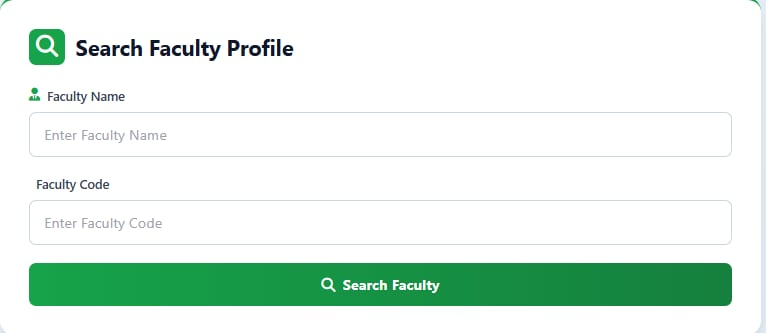 Search Faculty Profile
Faculty Name
Enter Faculty Name
Faculty Code
Enter Faculty Code
Search Faculty